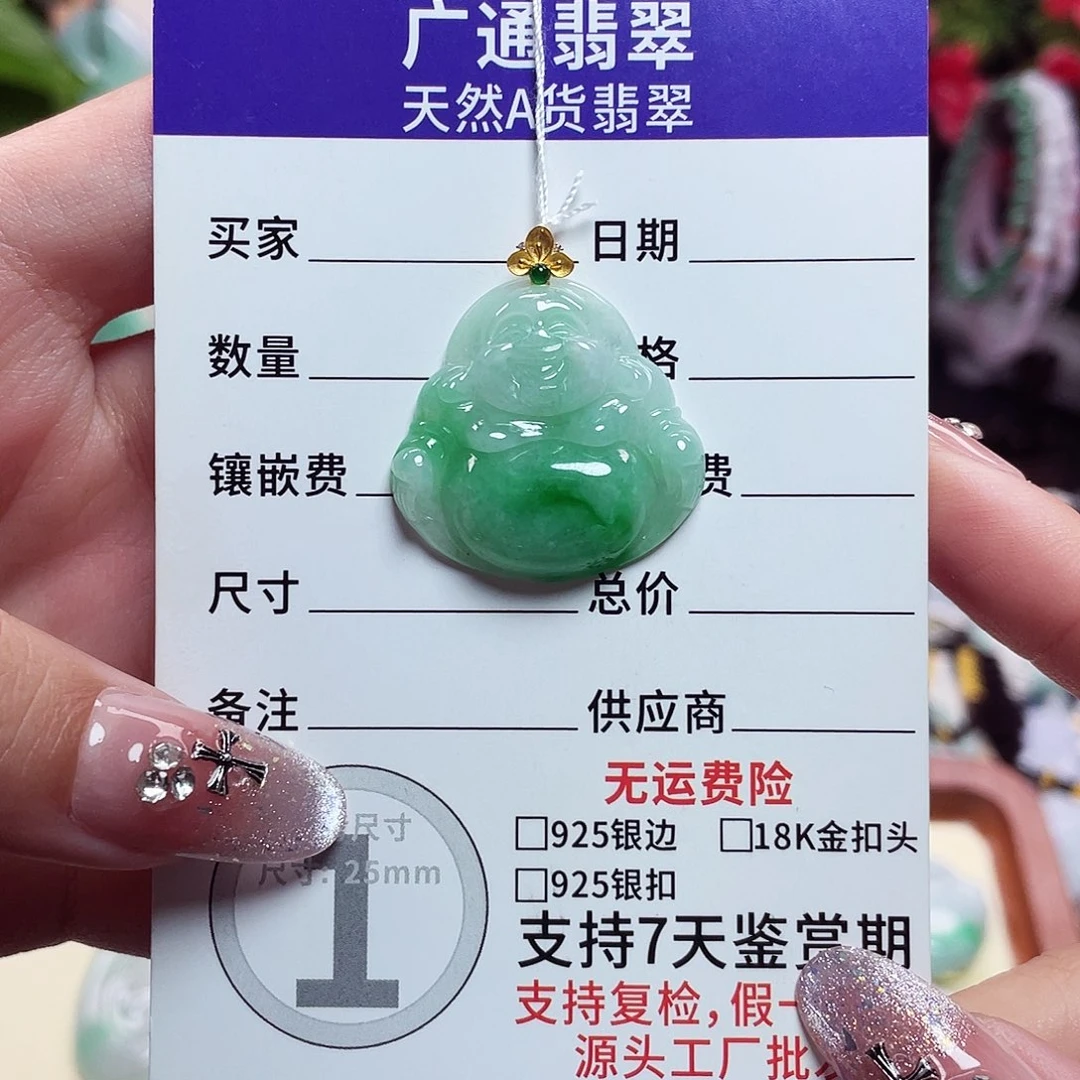 广通翡翠
天然A货翡翠
买家 日期
数量 格
镶嵌费 费
尺寸 总价
备注 供应商
无运费险
925银边 18K金扣头
925银扣
支持7天鉴赏期
支持复检,假一
源头工厂批
尺寸
尺寸: 25mm
1